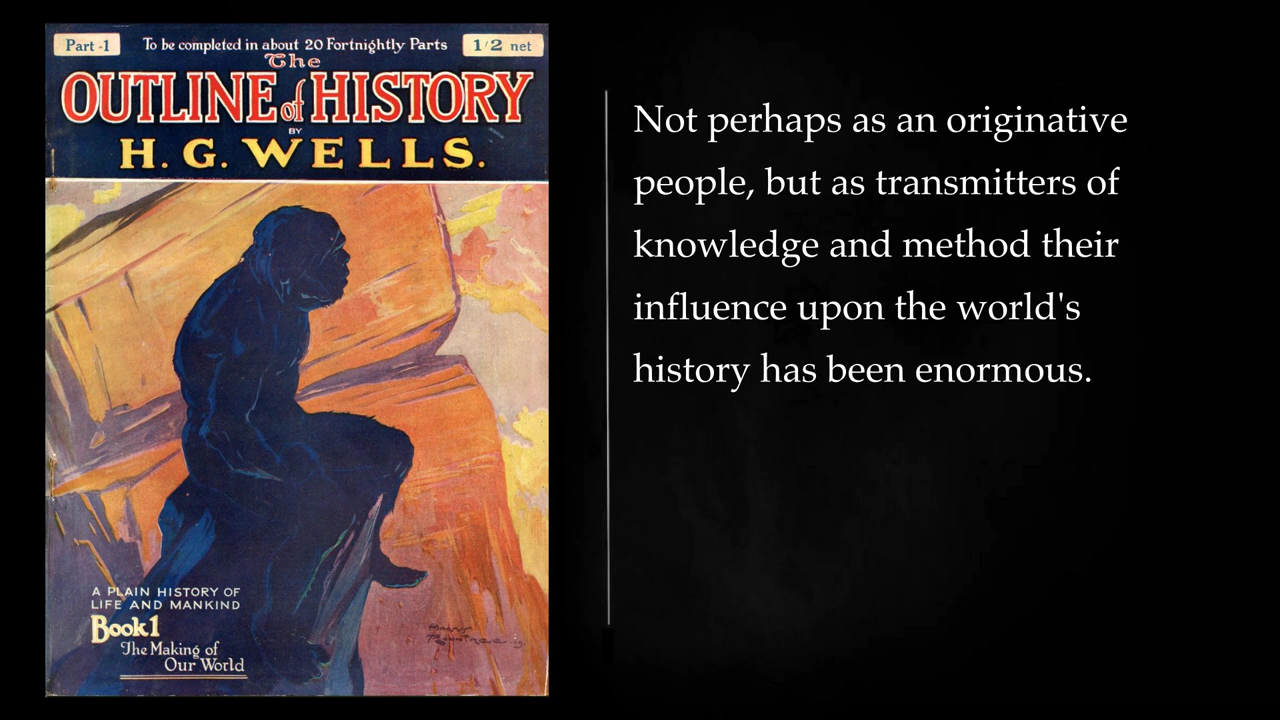 Part -1
To be completed in about 20 Fortnightly Parts
1/2 net
The
OUTLINE of HISTORY
BY
H. G. WELLS.
A PLAIN HISTORY OF
LIFE AND MANKIND
Book 1
The Making of
Our World
Not perhaps as an originative
people, but as transmitters of
knowledge and method their
influence upon the world's
history has been enormous.